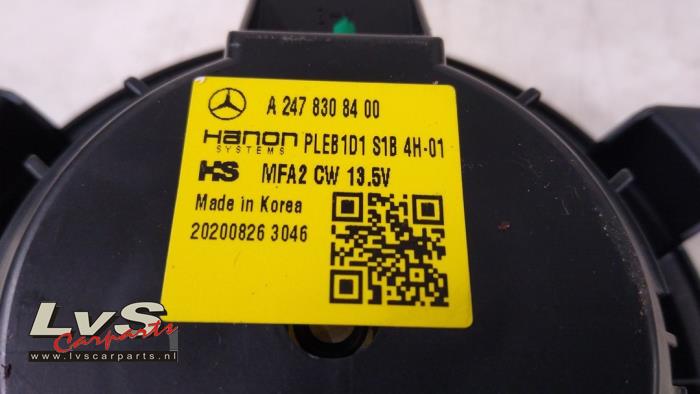 A 247 830 84 00
Hanon SYSTEMS PLEB1D1 S1B 4H-01
HS MFA2 CW 13.5V
Made in Korea
20200826 3046
LvS
Carparts
www.lvscarparts.nl